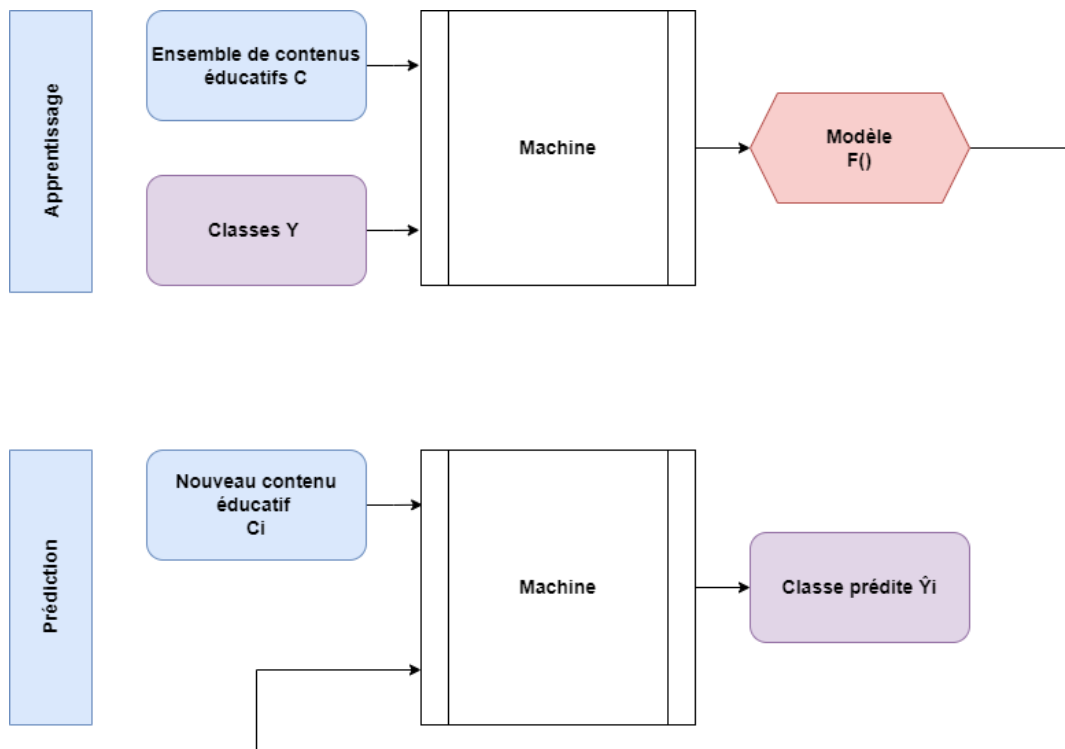 Apprentissage
Ensemble de contenus
éducatifs C
Classes Y
Machine
Modèle
F()
Prédiction
Nouveau contenu
éducatif
Ci
Machine
Classe prédite Ŷi